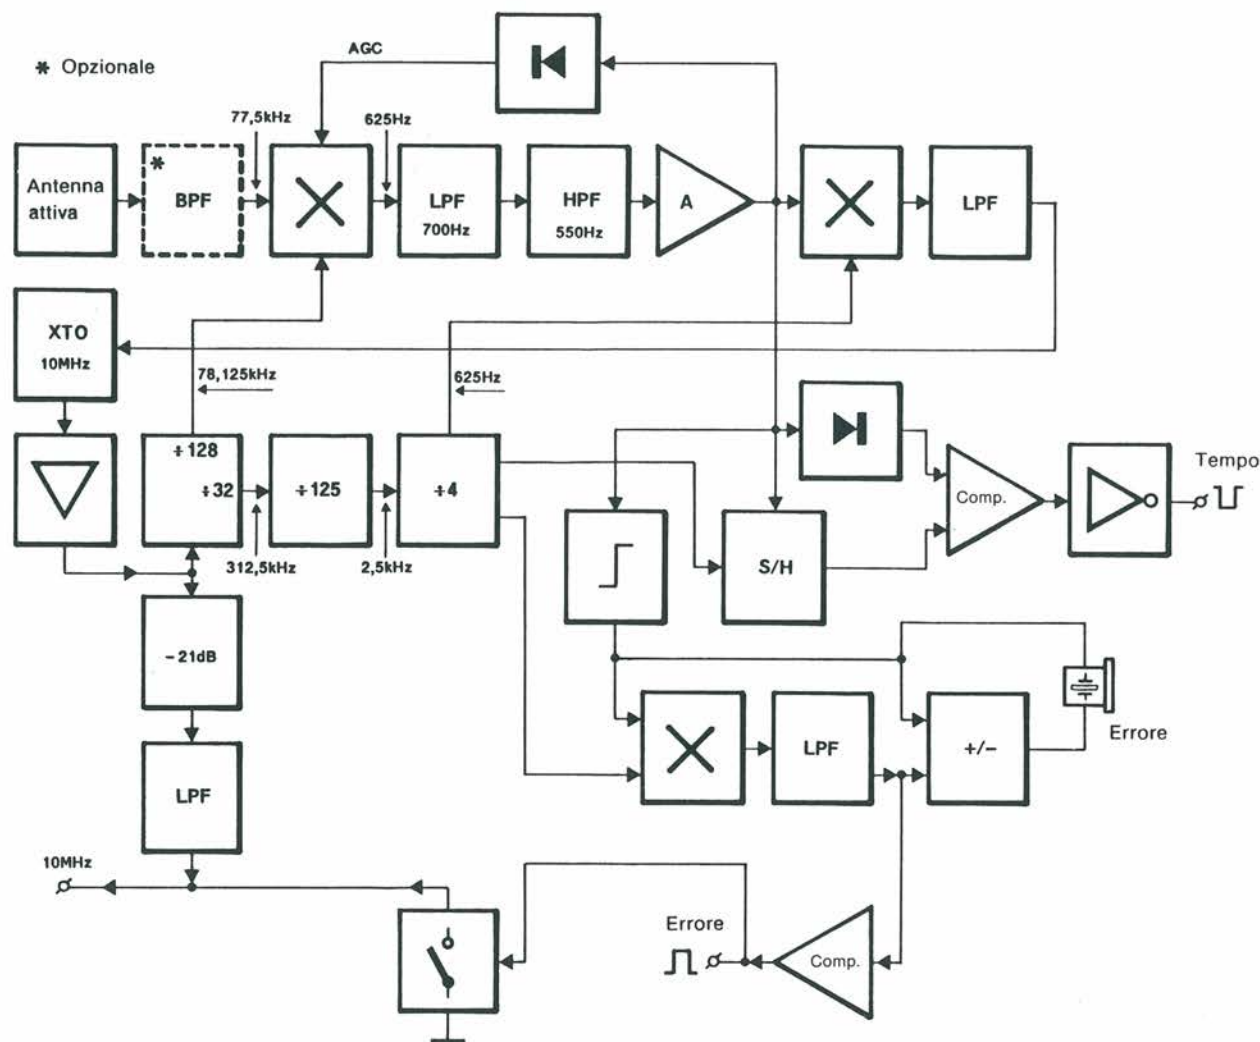 AGC
* Opzionale
77,5kHz
625Hz
Antenna
attiva
*
BPF
LPF
700Hz
HPF
550Hz
A
LPF
XTO
10MHz
78,125kHz
625Hz
÷128
÷32
÷125
÷4
312,5kHz
2,5kHz
Comp.
Tempo
S/H
-21dB
LPF
LPF
+/-
Errore
10MHz
Errore
Comp.